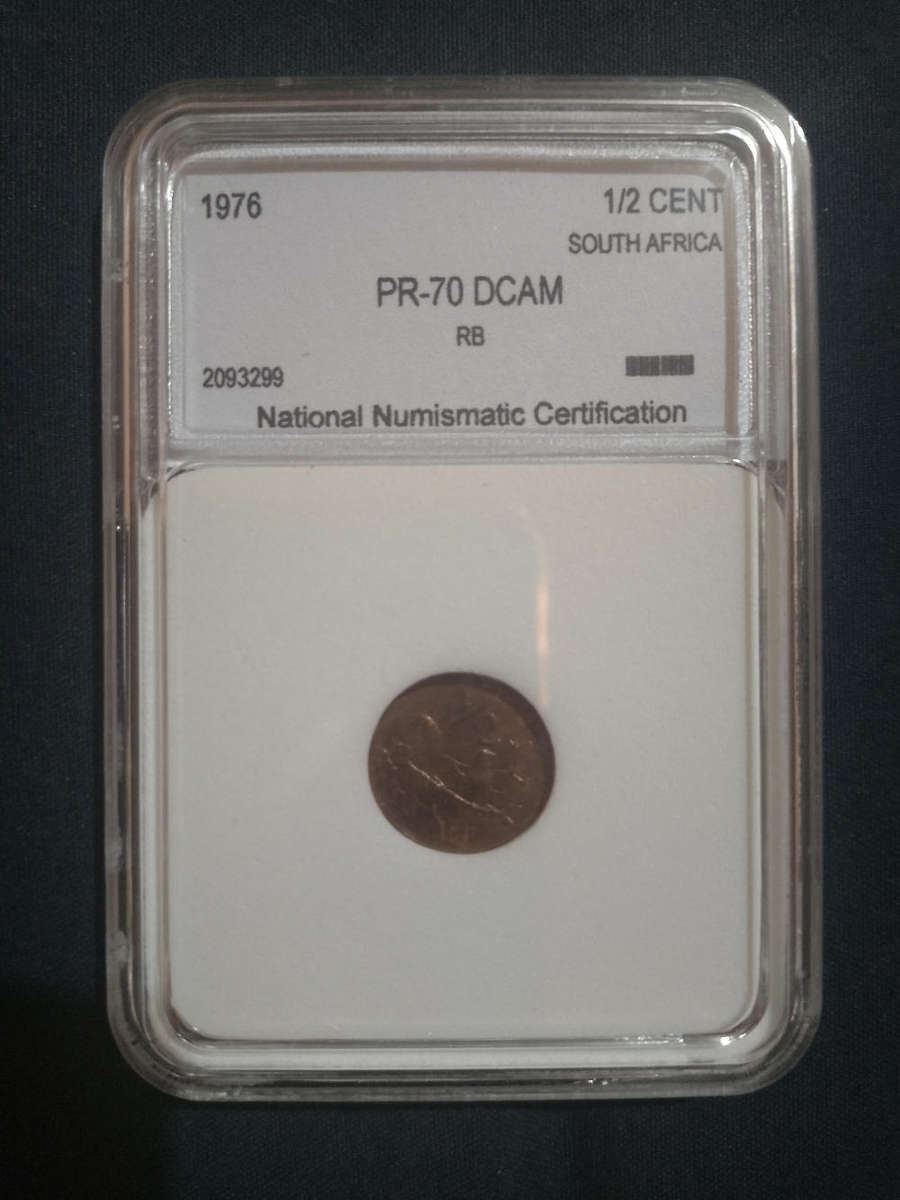 1976 1/2 CENT
SOUTH AFRICA
PR-70 DCAM
RB
2093299
National Numismatic Certification